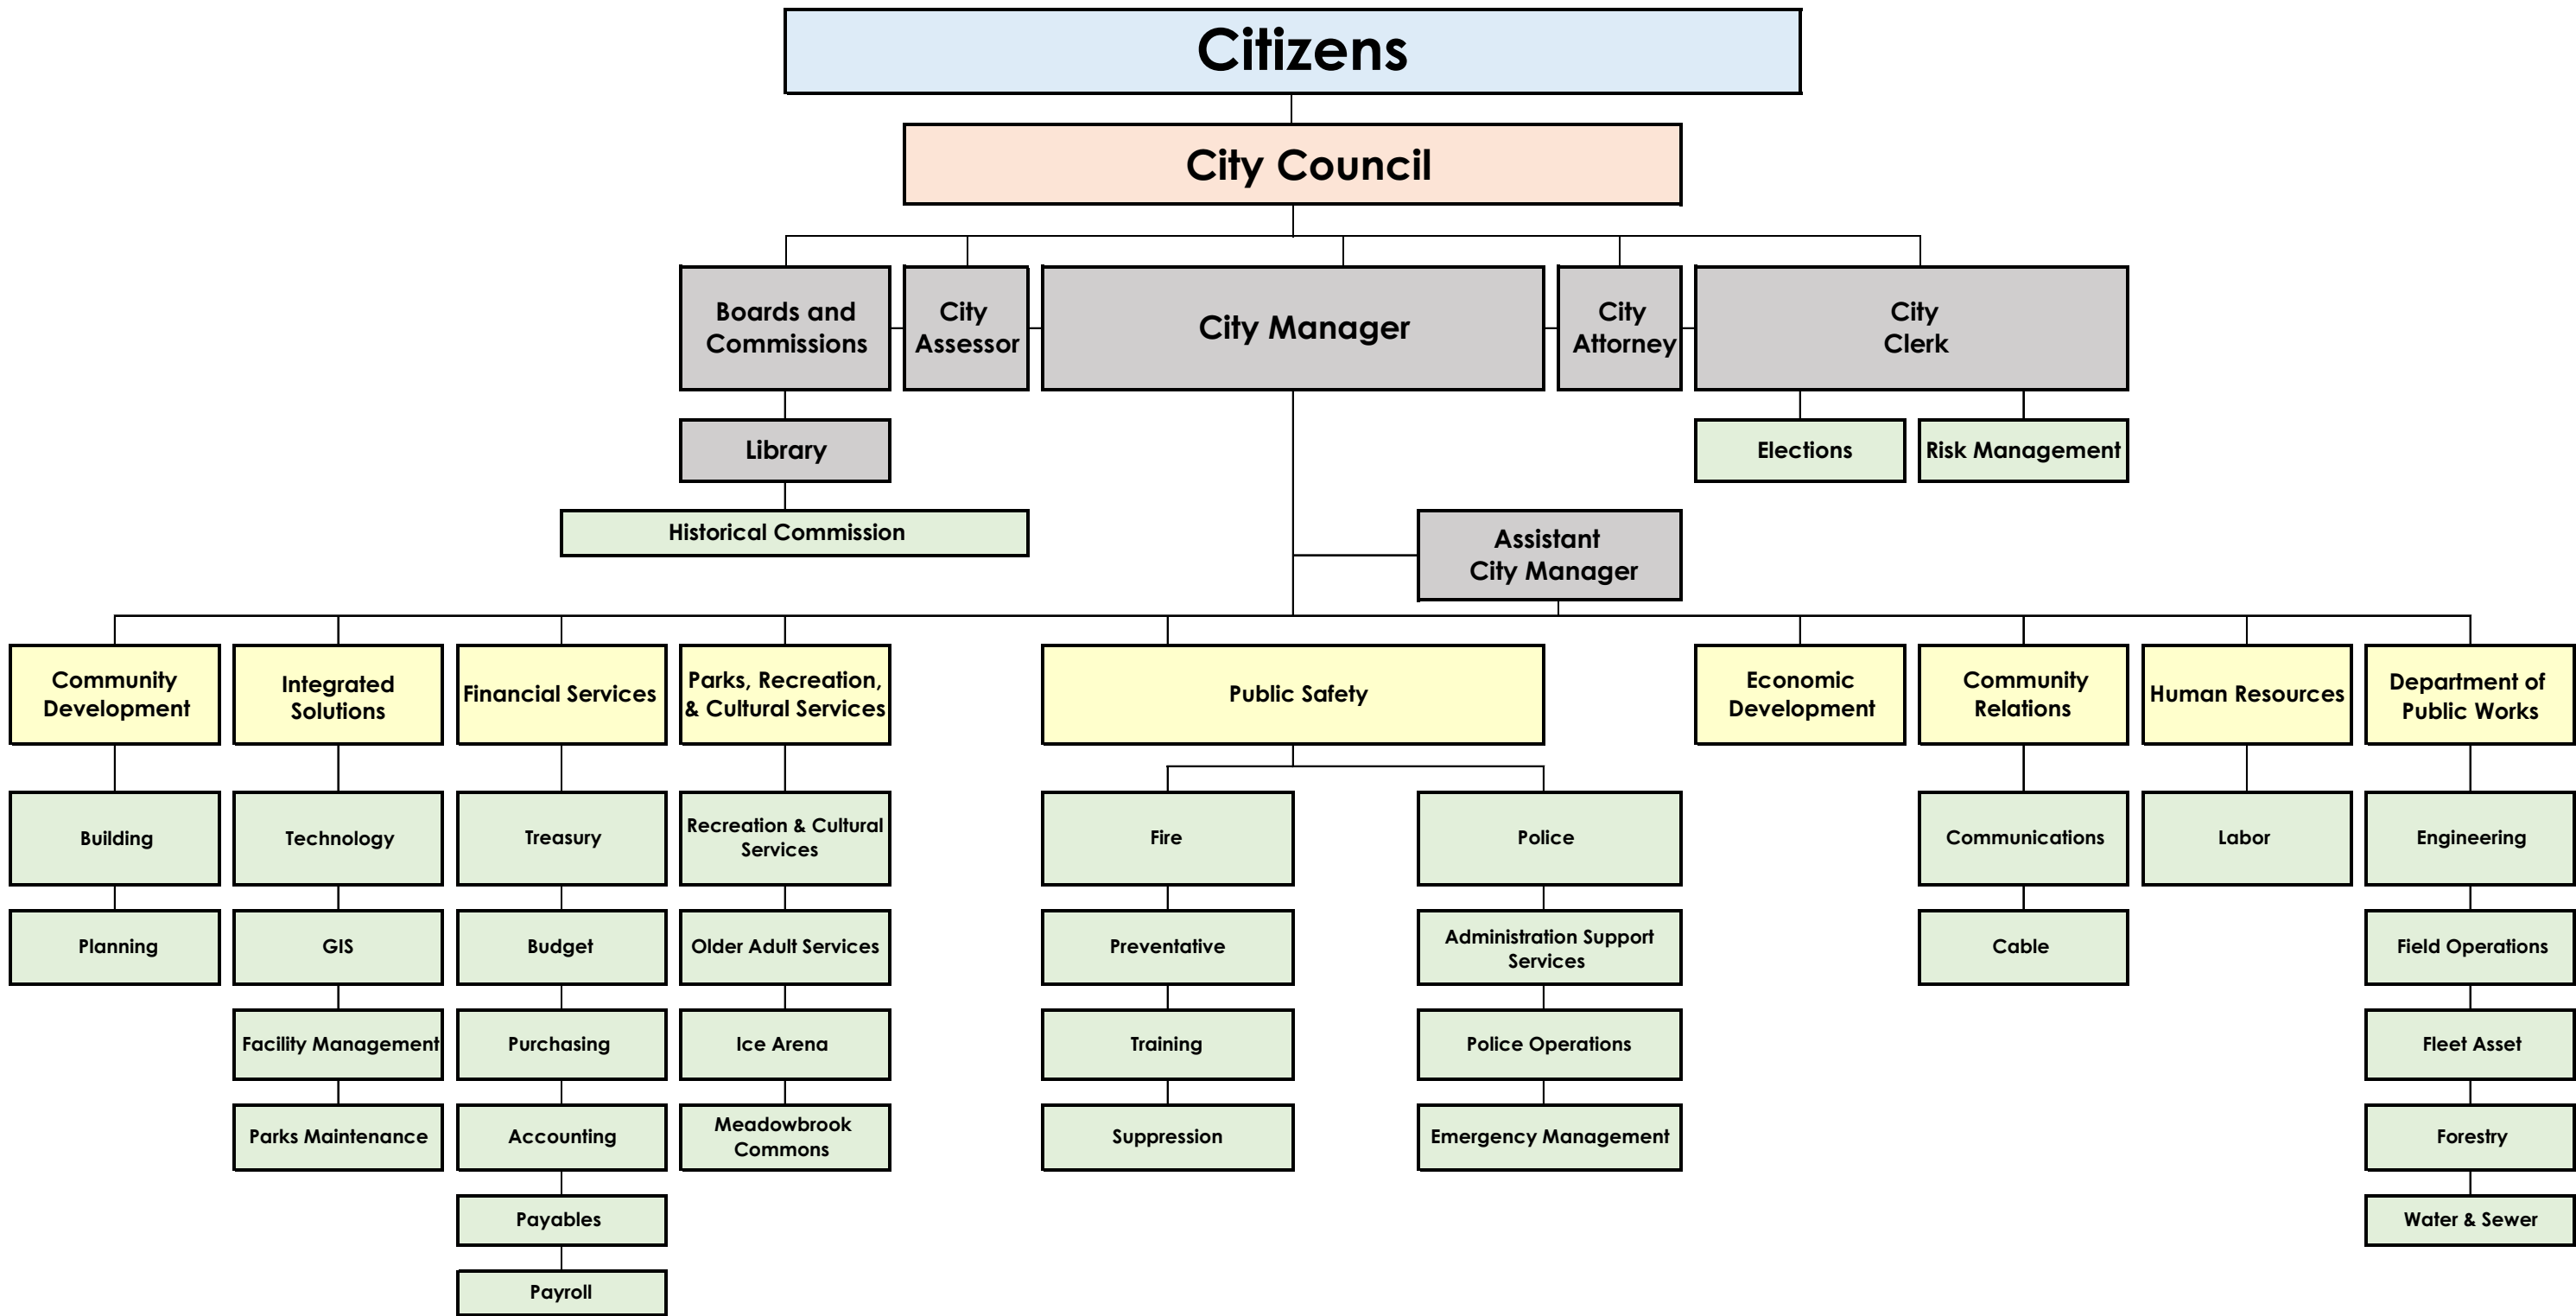 Citizens
City Council
Boards and
Commissions
City
Assessor
City Manager
City
Attorney
City
Clerk
Library
Elections
Risk Management
Historical Commission
Assistant
City Manager
Community
Development
Integrated
Solutions
Financial Services
Parks, Recreation,
& Cultural Services
Public Safety
Economic
Development
Community
Relations
Human Resources
Department of
Public Works
Building
Technology
Treasury
Recreation & Cultural
Services
Fire
Police
Communications
Labor
Engineering
Planning
GIS
Budget
Older Adult Services
Preventative
Administration Support
Services
Cable
Field Operations
Facility Management
Purchasing
Ice Arena
Training
Police Operations
Fleet Asset
Parks Maintenance
Accounting
Meadowbrook
Commons
Suppression
Emergency Management
Forestry
Payables
Water & Sewer
Payroll